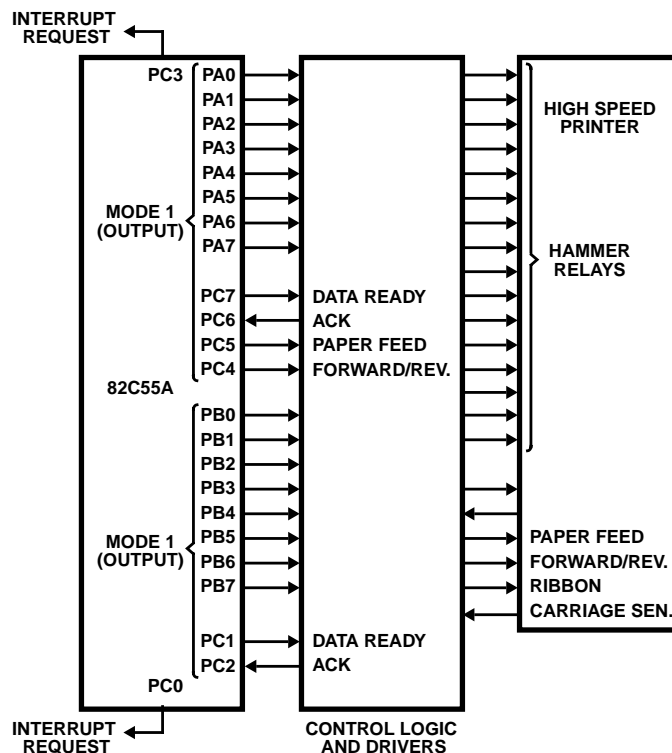 INTERRUPT
REQUEST
PC3
PA0
PA1
PA2
PA3
PA4
PA5
PA6
PA7
MODE 1
(OUTPUT)
PC7
PC6
PC5
PC4
82C55A
PB0
PB1
PB2
PB3
PB4
PB5
PB6
PB7
MODE 1
(OUTPUT)
PC1
PC2
PC0
INTERRUPT
REQUEST
DATA READY
ACK
PAPER FEED
FORWARD/REV.
DATA READY
ACK
CONTROL LOGIC
AND DRIVERS
HIGH SPEED
PRINTER
HAMMER
RELAYS
PAPER FEED
FORWARD/REV.
RIBBON
CARRIAGE SEN.